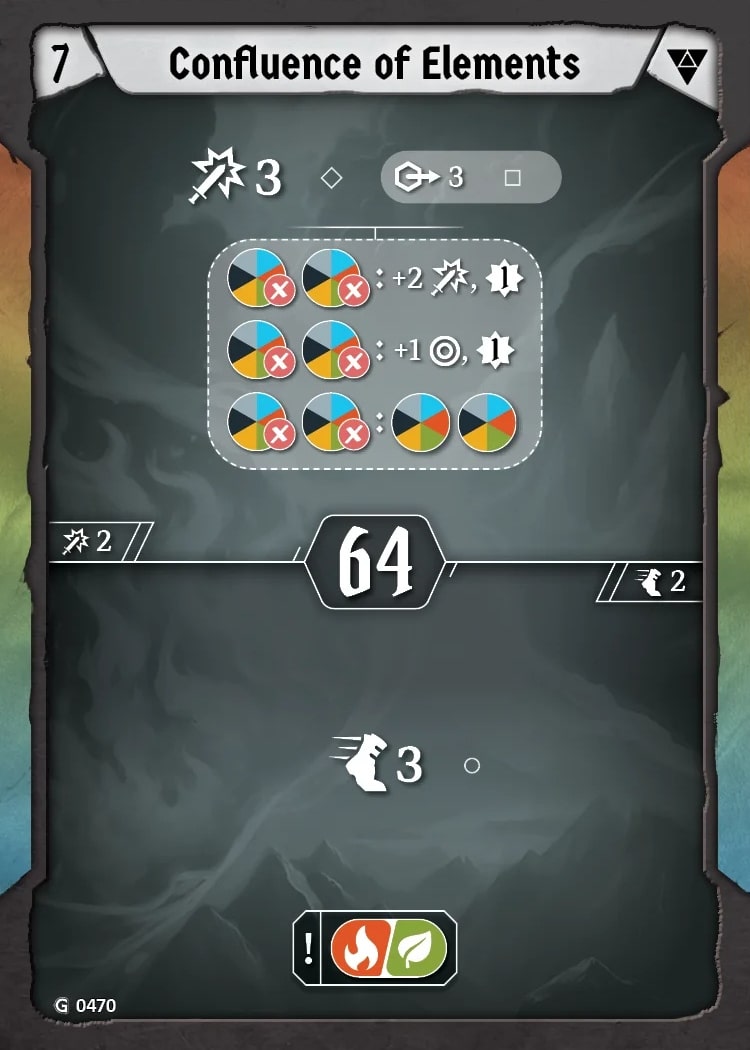 7 Confluence of Elements
3 3
: +2 , 1
: +1 , 1
:
2
64
2
3
!
G 0470